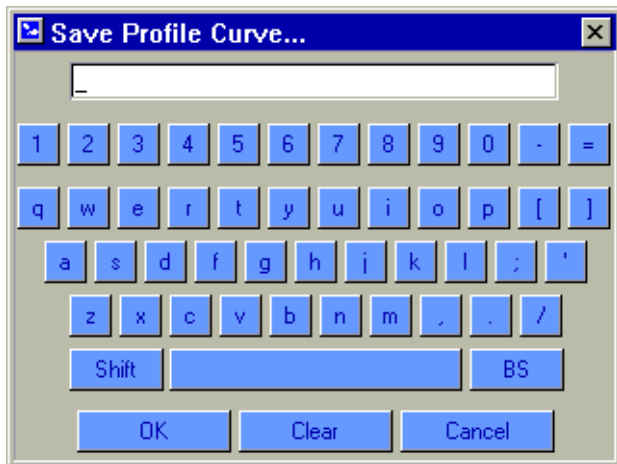 Save Profile Curve...
_
1 2 3 4 5 6 7 8 9 0 - =
q w e r t y u i o p [ ]
a s d f g h j k l ; '
z x c v b n m , . /
Shift BS
OK Clear Cancel